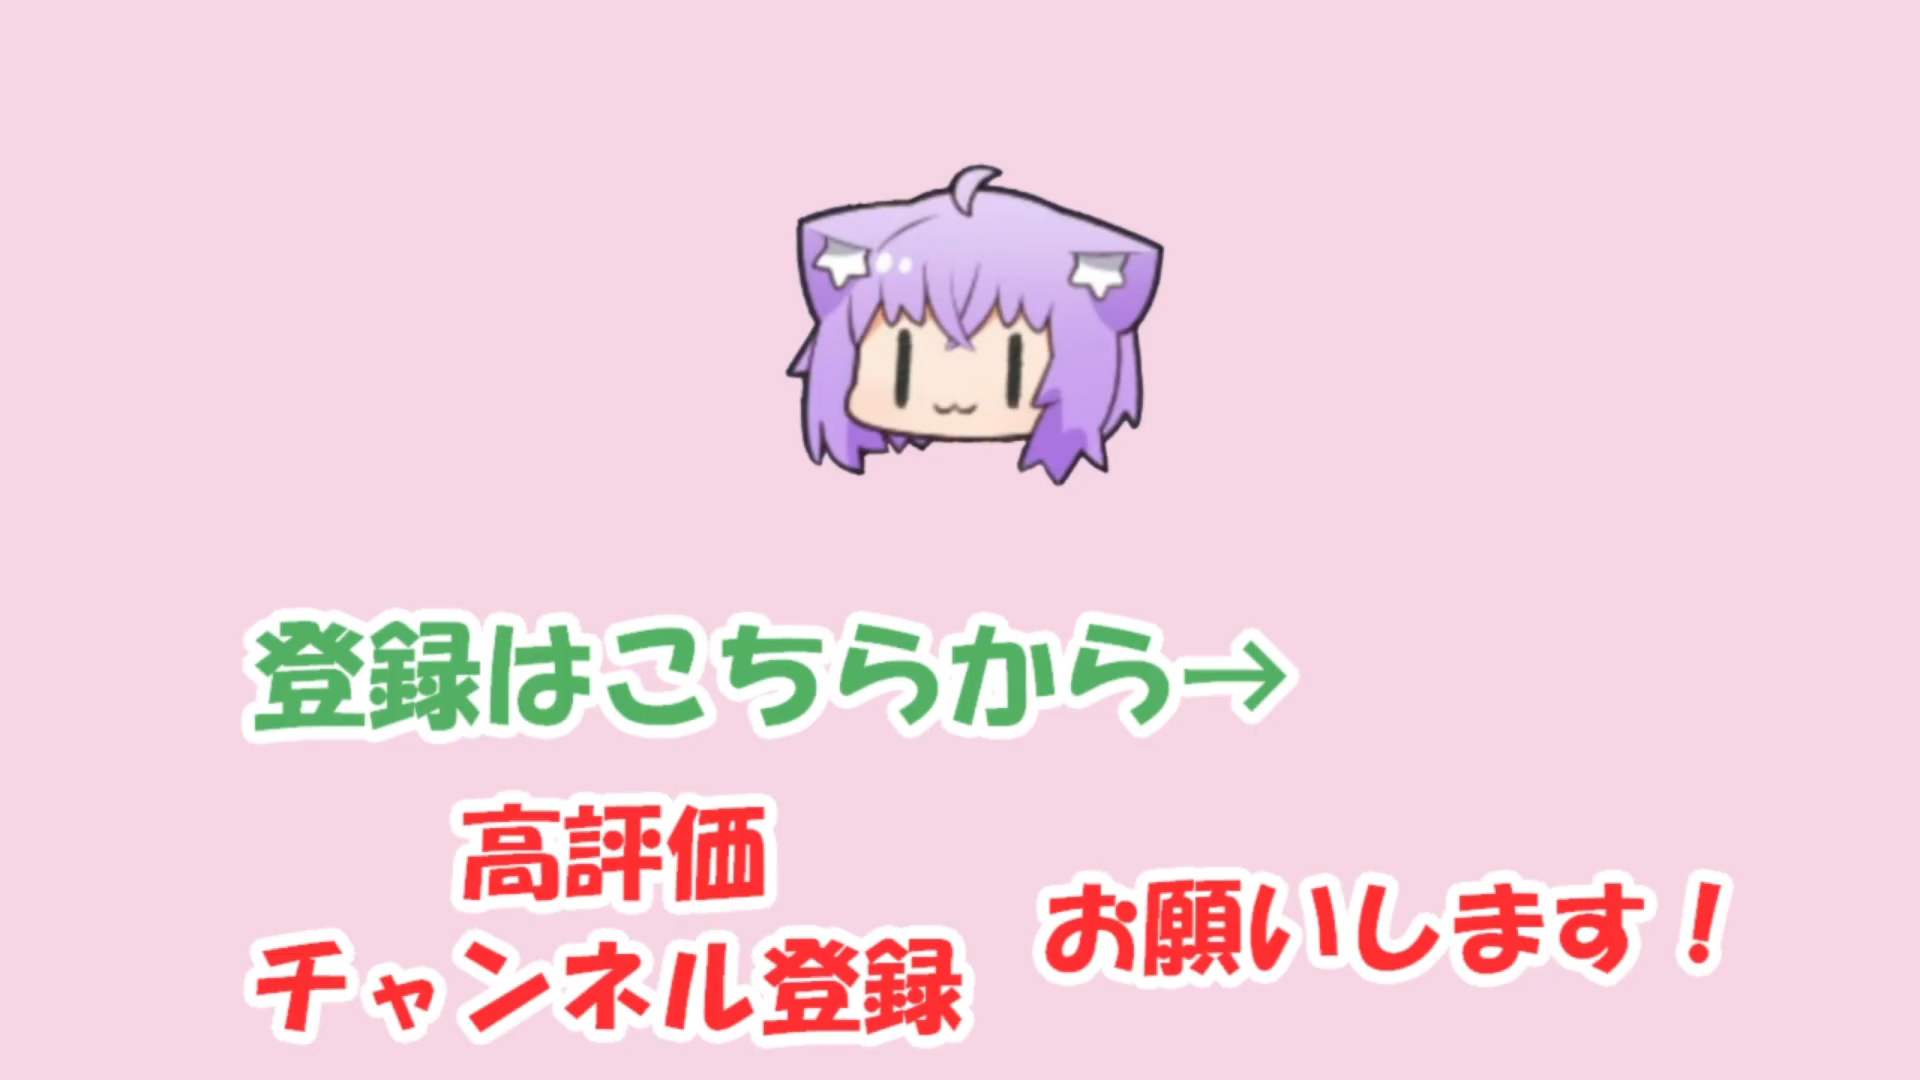 登録はこちらから→
高評価
チャンネル登録
お願いします！